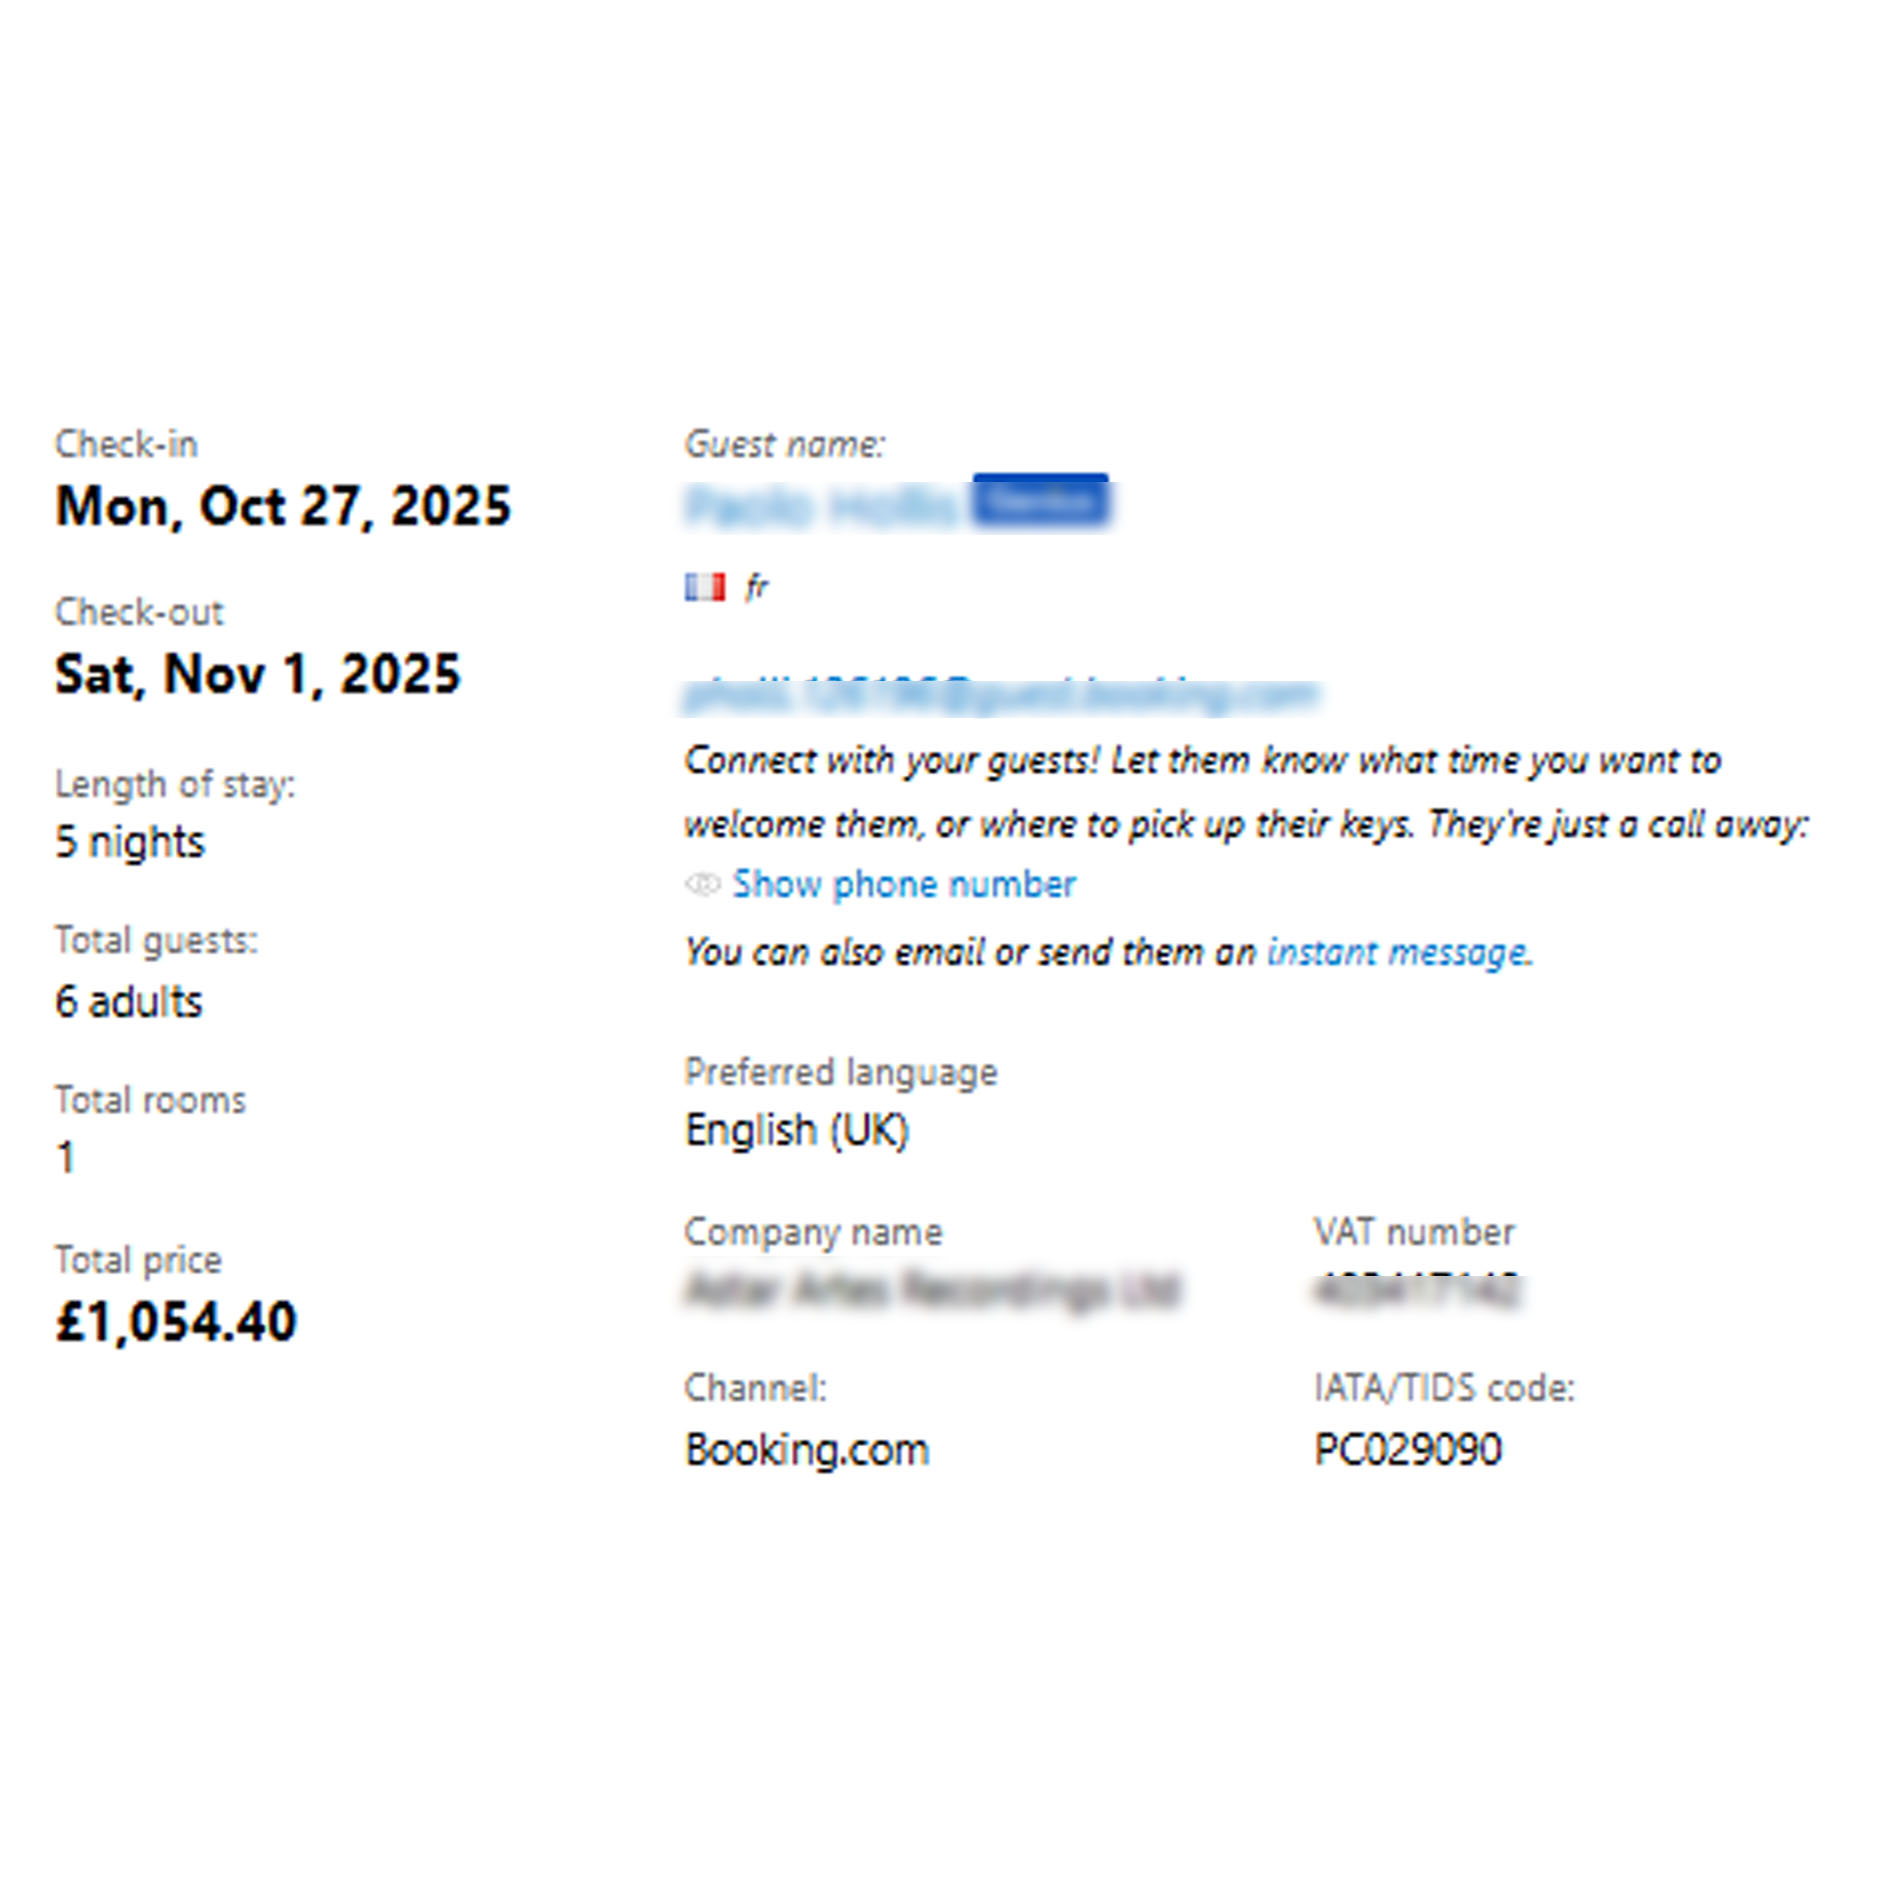 Check-in
Mon, Oct 27, 2025
Check-out
Sat, Nov 1, 2025
Length of stay:
5 nights
Total guests:
6 adults
Total rooms
1
Total price
£1,054.40
Guest name:
fr
Connect with your guests! Let them know what time you want to
welcome them, or where to pick up their keys. They're just a call away:
Show phone number
You can also email or send them an instant message.
Preferred language
English (UK)
Company name
VAT number
Channel:
Booking.com
IATA/TIDS code:
PC029090